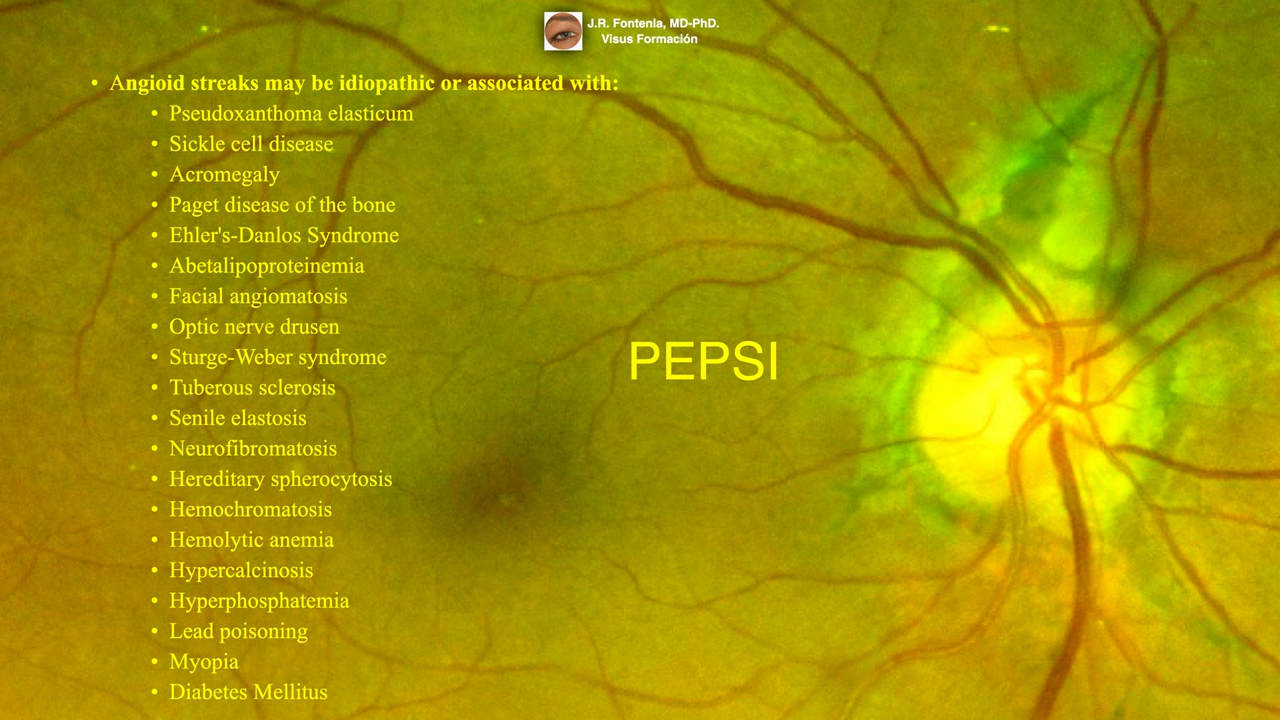 J.R. Fontenla, MD-PhD.
Visus Formación
• Angioid streaks may be idiopathic or associated with:
• Pseudoxanthoma elasticum
• Sickle cell disease
• Acromegaly
• Paget disease of the bone
• Ehler's-Danlos Syndrome
• Abetalipoproteinemia
• Facial angiomatosis
• Optic nerve drusen
• Sturge-Weber syndrome
• Tuberous sclerosis
• Senile elastosis
• Neurofibromatosis
• Hereditary spherocytosis
• Hemochromatosis
• Hemolytic anemia
• Hypercalcinosis
• Hyperphosphatemia
• Lead poisoning
• Myopia
• Diabetes Mellitus
PEPSI